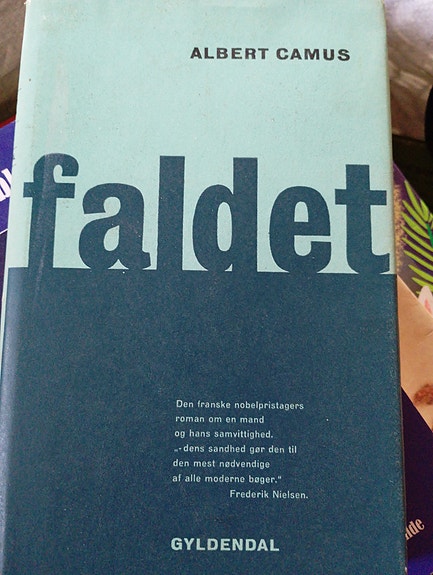 ALBERT CAMUS
faldet
Den franske nobelpristagers
roman om en mand
og hans samvittighed.
„-dens sandhed gør den til
den mest nødvendige
af alle moderne bøger."
Frederik Nielsen.
GYLDENDAL